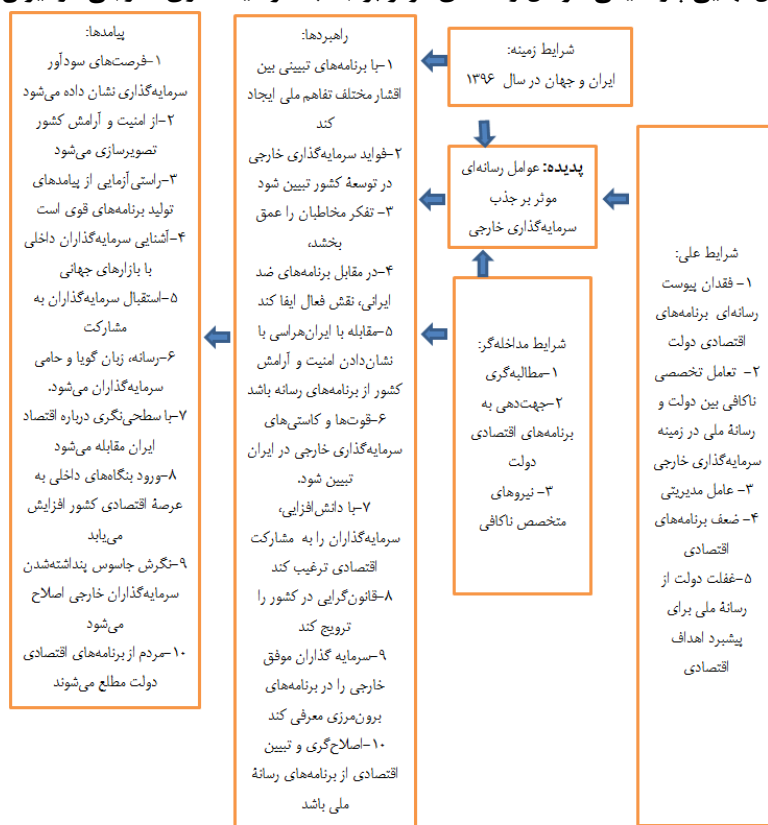 شرایط زمینه:
ایران و جهان در سال ۱۳۹۶
پدیده: عوامل رسانه‌ای
موثر بر جذب
سرمایه‌گذاری خارجی
شرایط علی:
۱- فقدان پیوست
رسانه‌ای برنامه‌های
اقتصادی دولت
۲- تعامل تخصصی
ناکافی بین دولت و
رسانهٔ ملی در زمینه
سرمایه‌گذاری خارجی
۳- عامل مدیریتی
۴- ضعف برنامه‌های
اقتصادی
۵-غفلت دولت از
رسانهٔ ملی برای
پیشبرد اهداف
اقتصادی
شرایط مداخله‌گر:
۱-مطالبه‌گری
۲-جهت‌دهی به
برنامه‌های اقتصادی
دولت
۳- نیروهای
متخصص ناکافی
راهبردها:
۱-با برنامه‌های تبیینی بین
اقشار مختلف تفاهم ملی ایجاد
کند
۲-فواید سرمایه‌گذاری خارجی
در توسعهٔ کشور تبیین شود
۳- تفکر مخاطبان را عمق
بخشد،
۴-در مقابل برنامه‌های ضد
ایرانی، نقش فعال ایفا کند
۵-مقابله با ایران‌هراسی با
نشان‌دادن امنیت و آرامش
کشور از برنامه‌های رسانه باشد
۶-قوت‌ها و کاستی‌های
سرمایه‌گذاری خارجی در ایران
تبیین شود.
۷-با دانش‌افزایی،
سرمایه‌گذاران را به مشارکت
اقتصادی ترغیب کند
۸-قانون‌گرایی در کشور را
ترویج کند
۹-سرمایه گذاران موفق
خارجی را در برنامه‌های
برون‌مرزی معرفی کند
۱۰-اصلاح‌گری و تبیین
اقتصادی از برنامه‌های رسانهٔ
ملی باشد
پیامدها:
۱-فرصت‌های سودآور
سرمایه‌گذاری نشان داده می‌شود
۲-از امنیت و آرامش کشور
تصویرسازی می‌شود
۳-راستی‌آزمایی از پیامدهای
تولید برنامه‌های قوی است
۴-آشنایی سرمایه‌گذاران داخلی
با بازارهای جهانی
۵-استقبال سرمایه‌گذاران به
مشارکت
۶-رسانه، زبان گویا و حامی
سرمایه‌گذاران می‌شود.
۷-با سطحی‌نگری درباره اقتصاد
ایران مقابله می‌شود
۸-ورود بنگاه‌های داخلی به
عرصهٔ اقتصادی کشور افزایش
می‌یابد
۹-نگرش جاسوس پنداشته‌شدن
سرمایه‌گذاران خارجی اصلاح
می‌شود
۱۰-مردم از برنامه‌های اقتصادی
دولت مطلع می‌شوند